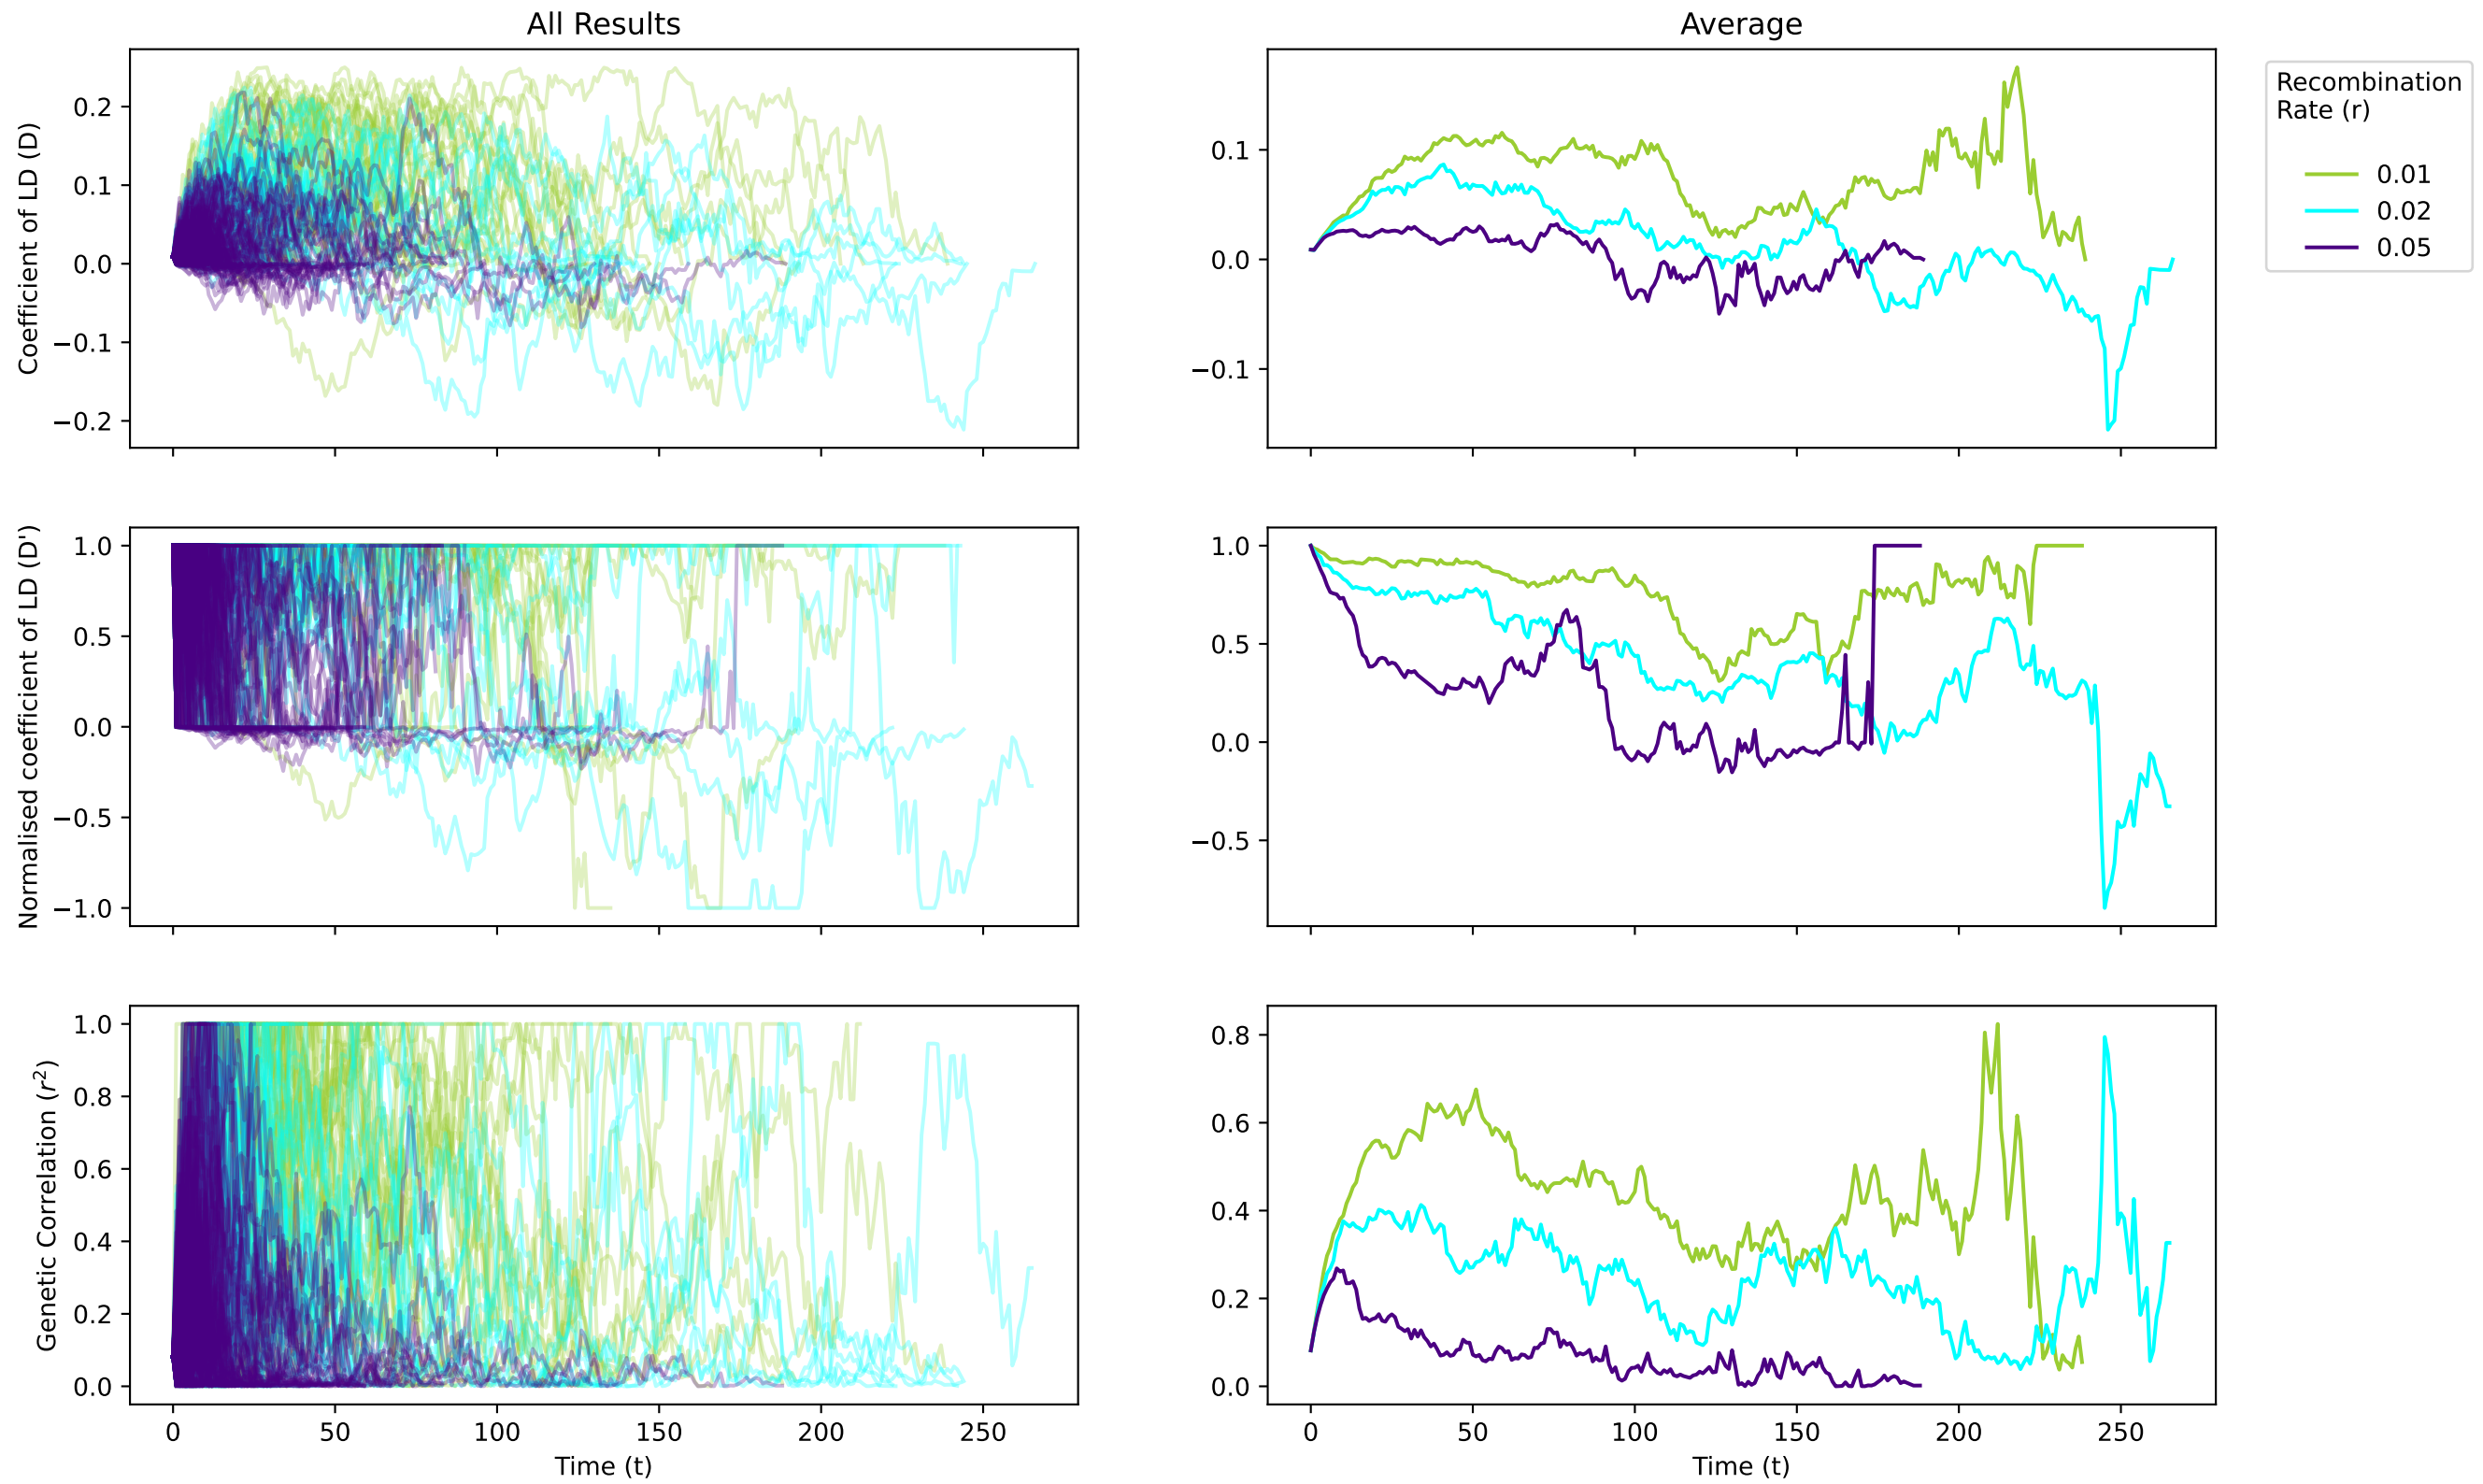 All Results
Average
Coefficient of LD (D)
0.2
0.1
0.0
−0.1
−0.2
0.1
0.0
−0.1
Recombination
Rate (r)
0.01
0.02
0.05
Normalised coefficient of LD (D')
1.0
0.5
0.0
−0.5
−1.0
1.0
0.5
0.0
−0.5
Genetic Correlation (r²)
1.0
0.8
0.6
0.4
0.2
0.0
0 50 100 150 200 250
Time (t)
0.8
0.6
0.4
0.2
0.0
0 50 100 150 200 250
Time (t)